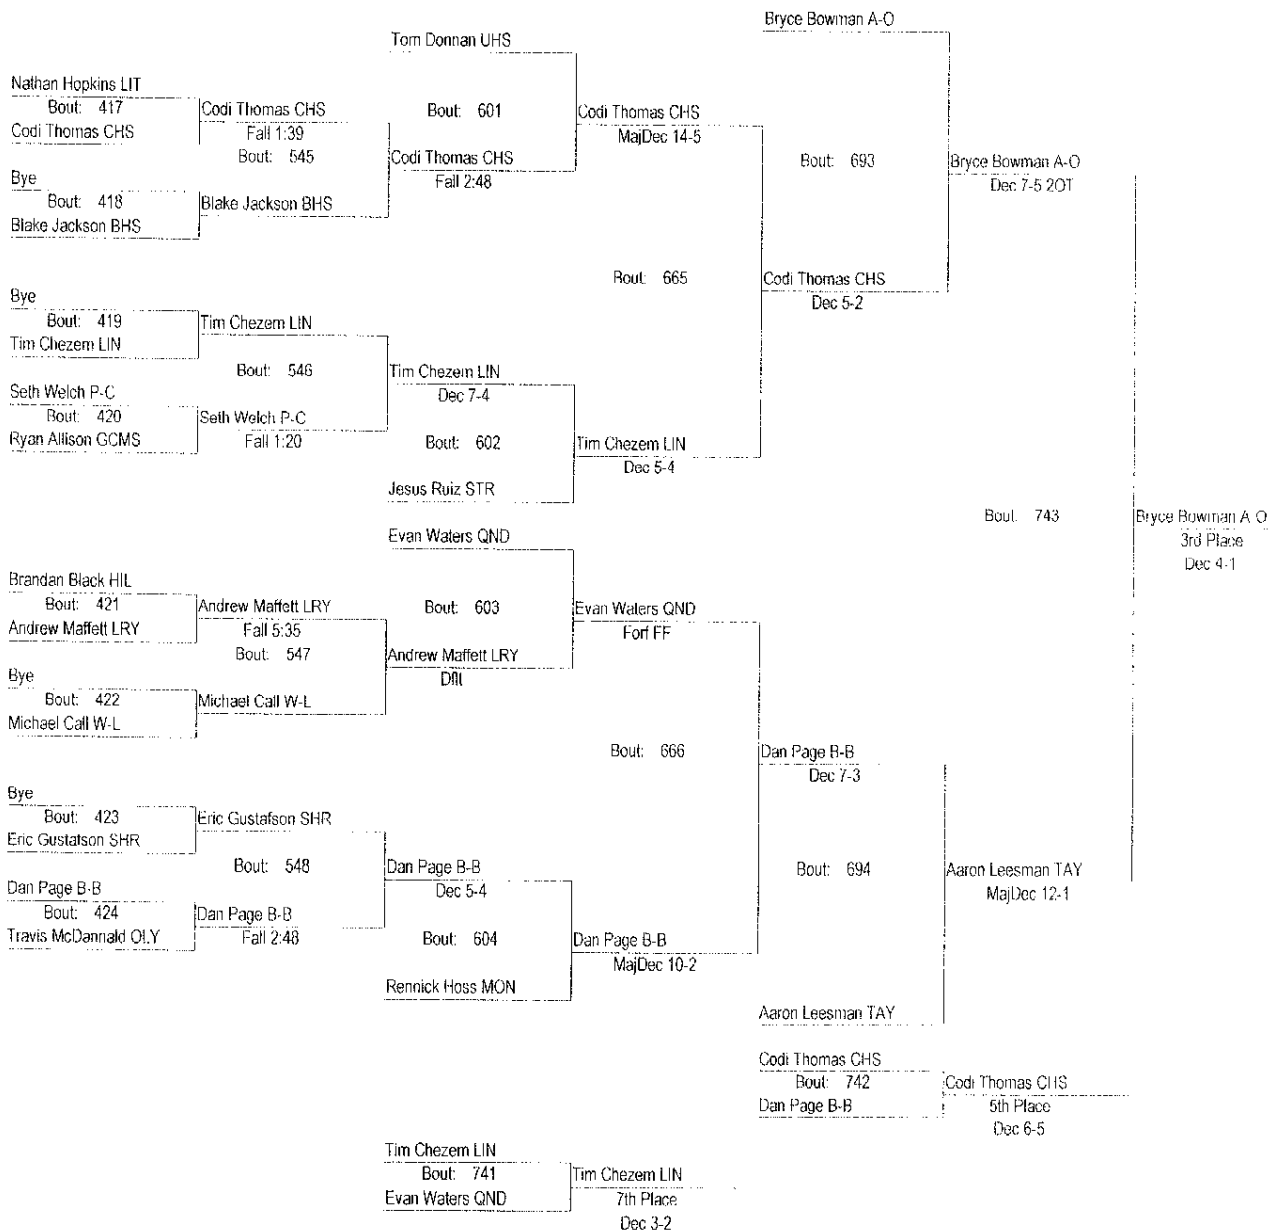 Bryce Bowman A-O
Tom Donnan UHS
Nathan Hopkins LIT
Bout: 417
Codi Thomas CHS
Codi Thomas CHS
Fall 1:39
Bout: 545
Bout: 601
Codi Thomas CHS
MajDec 14-5
Codi Thomas CHS
Fall 2:48
Bout: 693
Bryce Bowman A-O
Dec 7-5 2OT
Bye
Bout: 418
Blake Jackson BHS
Blake Jackson BHS
Bout: 665
Codi Thomas CHS
Dec 5-2
Bye
Bout: 419
Tim Chezem LIN
Tim Chezem LIN
Bout: 546
Tim Chezem LIN
Dec 7-4
Seth Welch P-C
Bout: 420
Ryan Allison GCMS
Seth Welch P-C
Fall 1:20
Bout: 602
Tim Chezem LIN
Dec 5-4
Jesus Ruiz STR
Bout: 743
Bryce Bowman A O
3rd Place
Dec 4-1
Evan Waters QND
Brandan Black HIL
Bout: 421
Andrew Maffett LRY
Andrew Maffett LRY
Fall 5:35
Bout: 547
Bout: 603
Evan Waters QND
Forf FF
Andrew Maffett LRY
Dflt
Bye
Bout: 422
Michael Call W-L
Michael Call W-L
Bout: 666
Dan Page B-B
Dec 7-3
Bye
Bout: 423
Eric Gustafson SHR
Eric Gustafson SHR
Bout: 548
Dan Page B-B
Dec 5-4
Bout: 694
Aaron Leesman TAY
MajDec 12-1
Dan Page B-B
Bout: 424
Travis McDannald OLY
Dan Page B-B
Fall 2:48
Bout: 604
Dan Page B-B
MajDec 10-2
Rennick Hoss MON
Aaron Leesman TAY
Codi Thomas CHS
Bout: 742
Dan Page B-B
Codi Thomas CHS
5th Place
Dec 6-5
Tim Chezem LIN
Bout: 741
Evan Waters QND
Tim Chezem LIN
7th Place
Dec 3-2